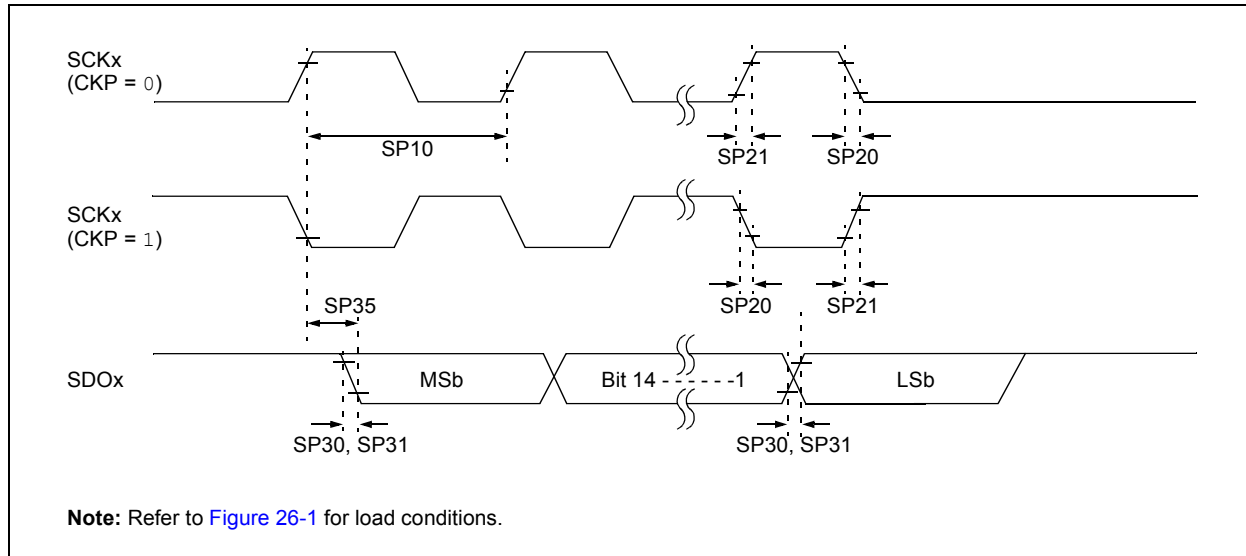 SCKx
(CKP = 0)
SP10
SP21
SP20
SCKx
(CKP = 1)
SP35
SP20
SP21
SDOx
MSb
Bit 14 - - - - - -1
LSb
SP30, SP31
SP30, SP31
Note: Refer to Figure 26-1 for load conditions.